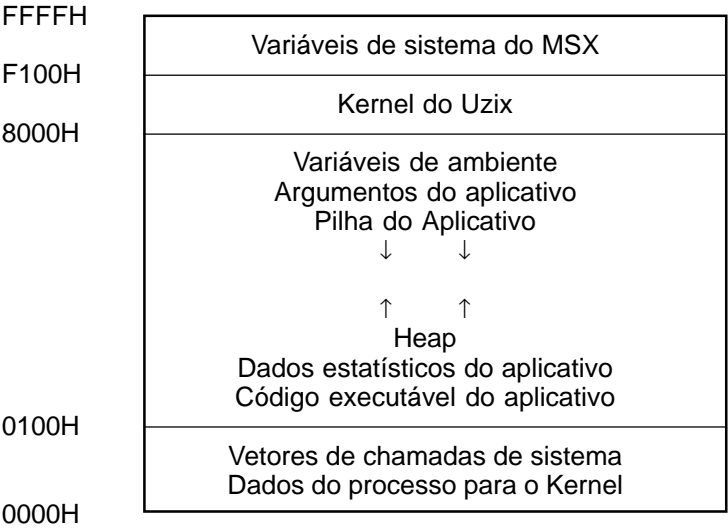 FFFFH
Variáveis de sistema do MSX
F100H
Kernel do Uzix
8000H
Variáveis de ambiente
Argumentos do aplicativo
Pilha do Aplicativo
↓ ↓
↑ ↑
Heap
Dados estatísticos do aplicativo
Código executável do aplicativo
0100H
Vetores de chamadas de sistema
Dados do processo para o Kernel
0000H